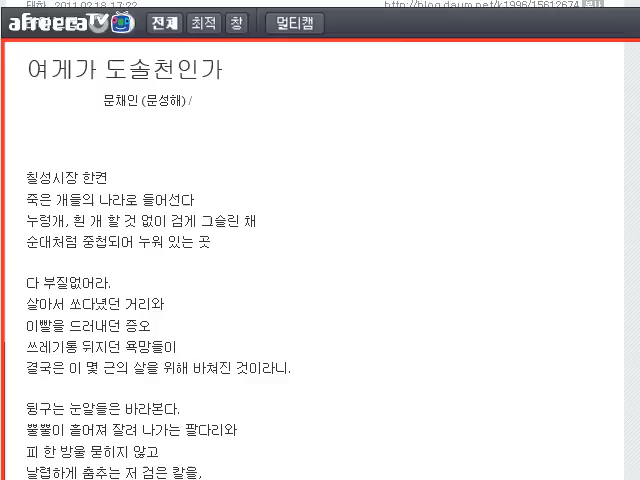 2011.02.18 17:22 http://blog.daum.net/k1996/15612674
afreeca TV 전체 최적 창 멀티캠
여게가 도솔천인가
문채인 (문성해) /
칠성시장 한켠
죽은 개들의 나라로 들어선다
누렁개, 흰 개 할 것 없이 검게 그슬린 채
순대처럼 중첩되어 누워 있는 곳
다 부질없어라.
살아서 쏘다녔던 거리와
이빨을 드러내던 증오
쓰레기통 뒤지던 욕망들이
결국은 이 몇 근의 살을 위해 바쳐진 것이라니.
뒹구는 눈알들은 바라본다.
뿔뿔이 흩어져 잘려 나가는 팔다리와
피 한 방울 묻히지 않고
날렵하게 춤추는 저 검은 칼을,